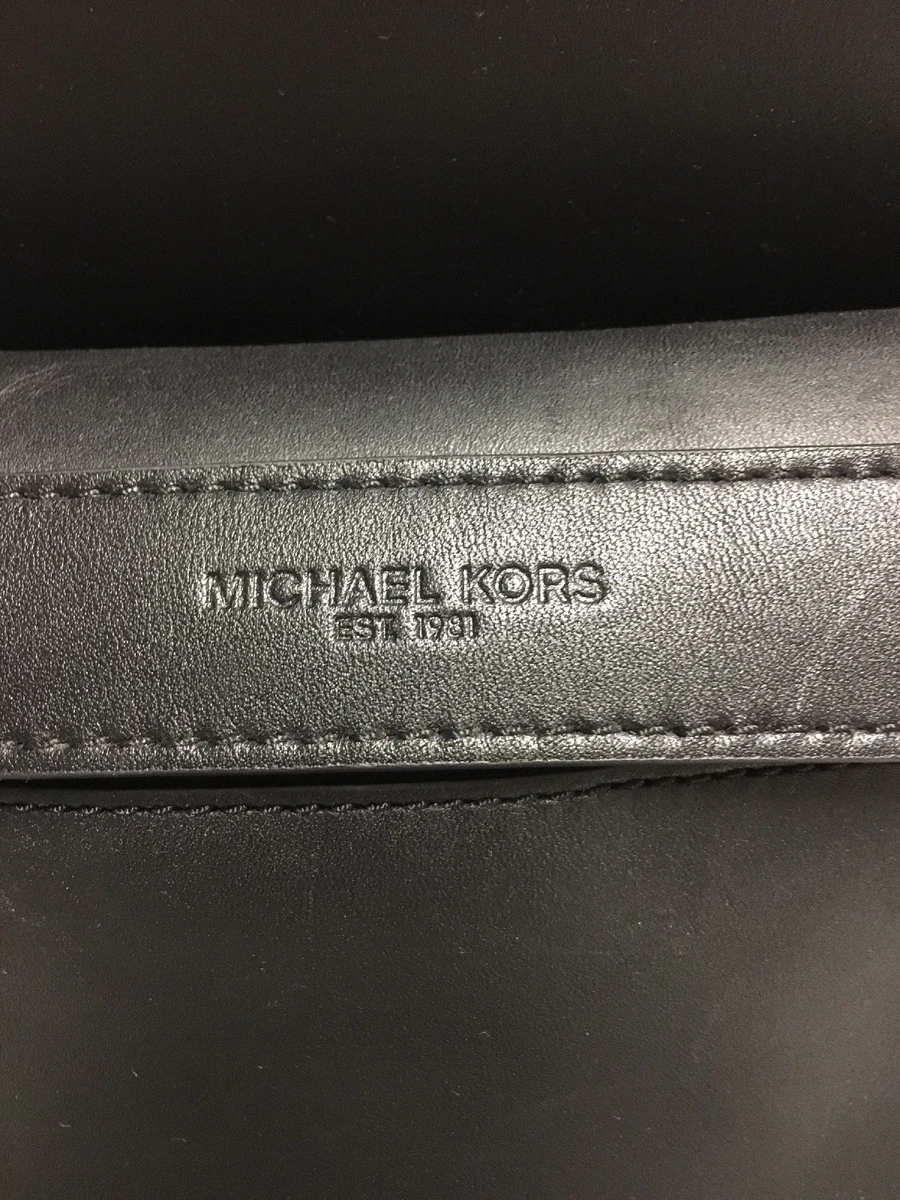 MICHAEL KORS
EST. 1981